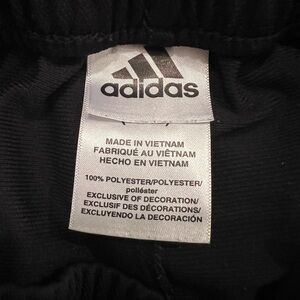 adidas
MADE IN VIETNAM
FABRIQUÉ AU VIÊTNAM
HECHO EN VIETNAM
100% POLYESTER/POLYESTER/
poliéster
EXCLUSIVE OF DECORATION/
EXCLUSIF DES DÉCORATIONS/
EXCLUYENDO LA DECORACIÓN